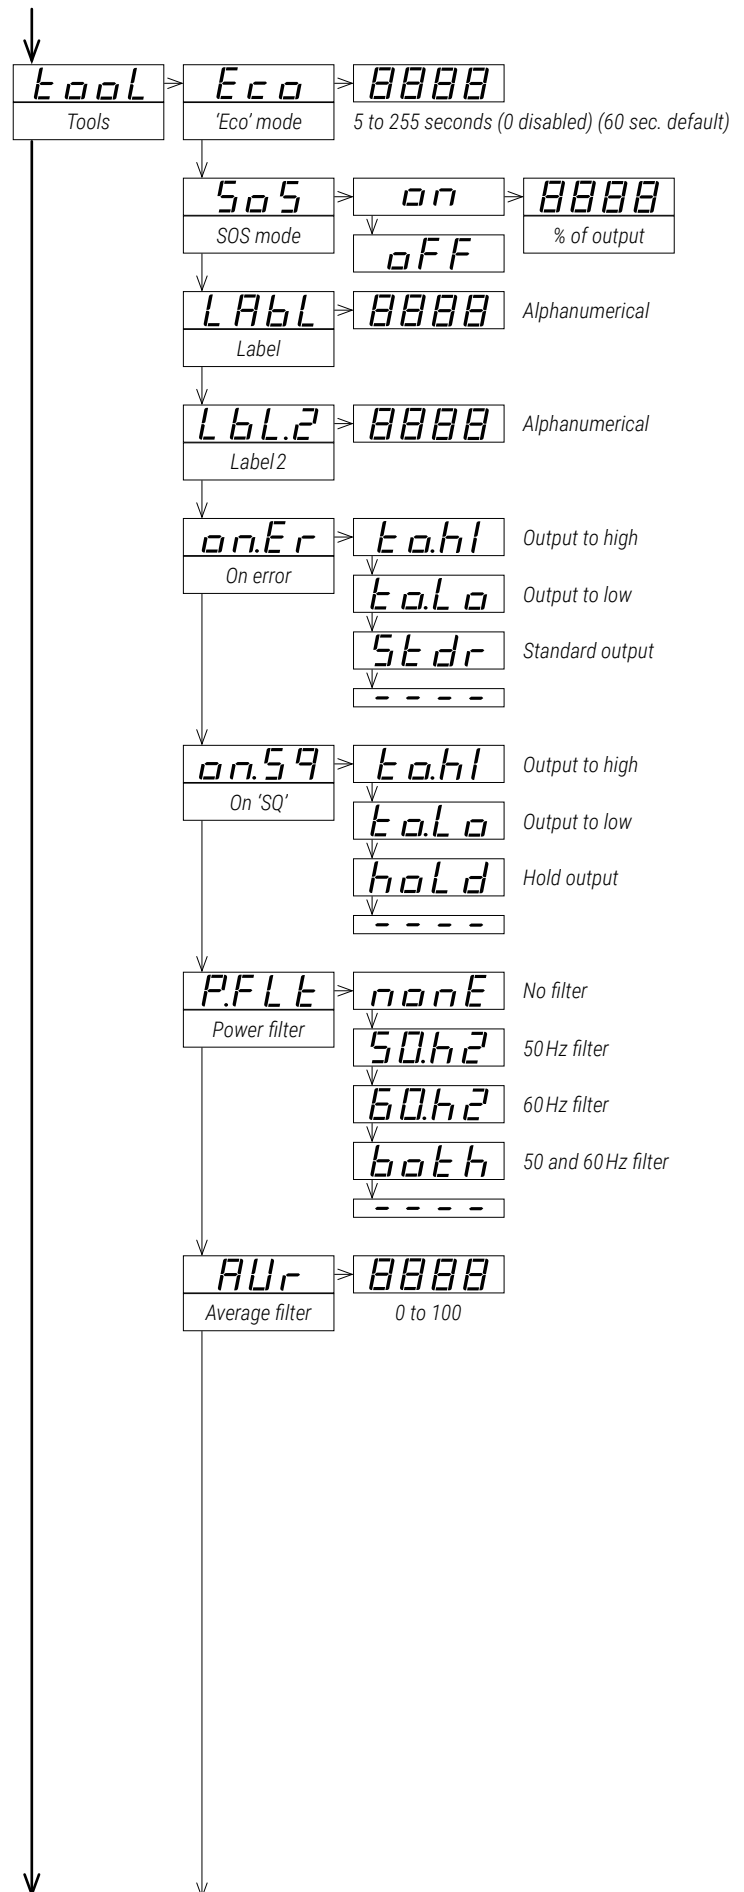 tooL Eco 8888
Tools 'Eco' mode 5 to 255 seconds (0 disabled) (60 sec. default)
SoS on 8888
SOS mode % of output
oFF
LAbL 8888 Alphanumerical
Label
LbL.2 8888 Alphanumerical
Label 2
on.Er to.hI Output to high
On error
to.Lo Output to low
Stdr Standard output
----
on.S9 to.hI Output to high
On 'SQ'
to.Lo Output to low
hoLd Hold output
----
P.FLt nonE No filter
Power filter
50.h2 50Hz filter
60.h2 60Hz filter
both 50 and 60Hz filter
----
AUr 8888
Average filter 0 to 100